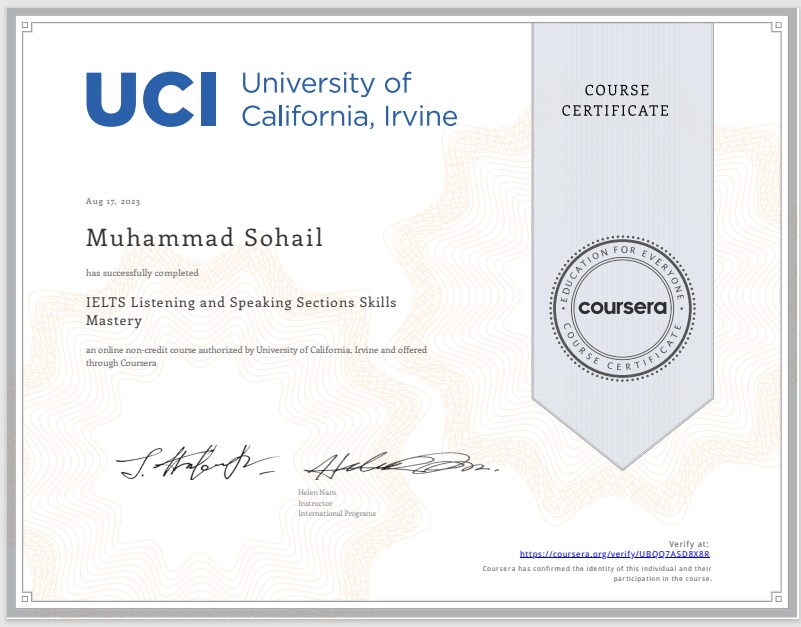 UCI University of
California, Irvine
COURSE
CERTIFICATE
Aug 17, 2023
Muhammad Sohail
has successfully completed
IELTS Listening and Speaking Sections Skills
Mastery
an online non-credit course authorized by University of California, Irvine and offered
through Coursera
EDUCATION FOR EVERYONE
coursera
COURSE CERTIFICATE
Helen Nam
Instructor
International Programs
Verify at:
https://coursera.org/verify/UBQQ7ASD8X8R
Coursera has confirmed the identity of this individual and their
participation in the course.